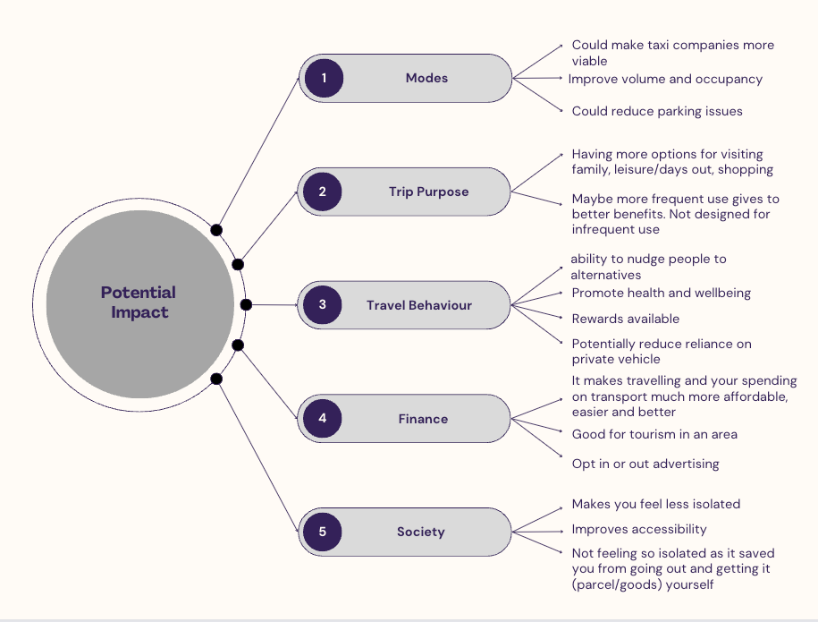 Potential
Impact
1
Modes
Could make taxi companies more
viable
Improve volume and occupancy
Could reduce parking issues
2
Trip Purpose
Having more options for visiting
family, leisure/days out, shopping
Maybe more frequent use gives to
better benefits. Not designed for
infrequent use
3
Travel Behaviour
ability to nudge people to
alternatives
Promote health and wellbeing
Rewards available
Potentially reduce reliance on
private vehicle
4
Finance
It makes travelling and your spending
on transport much more affordable,
easier and better
Good for tourism in an area
Opt in or out advertising
5
Society
Makes you feel less isolated
Improves accessibility
Not feeling so isolated as it saved
you from going out and getting it
(parcel/goods) yourself